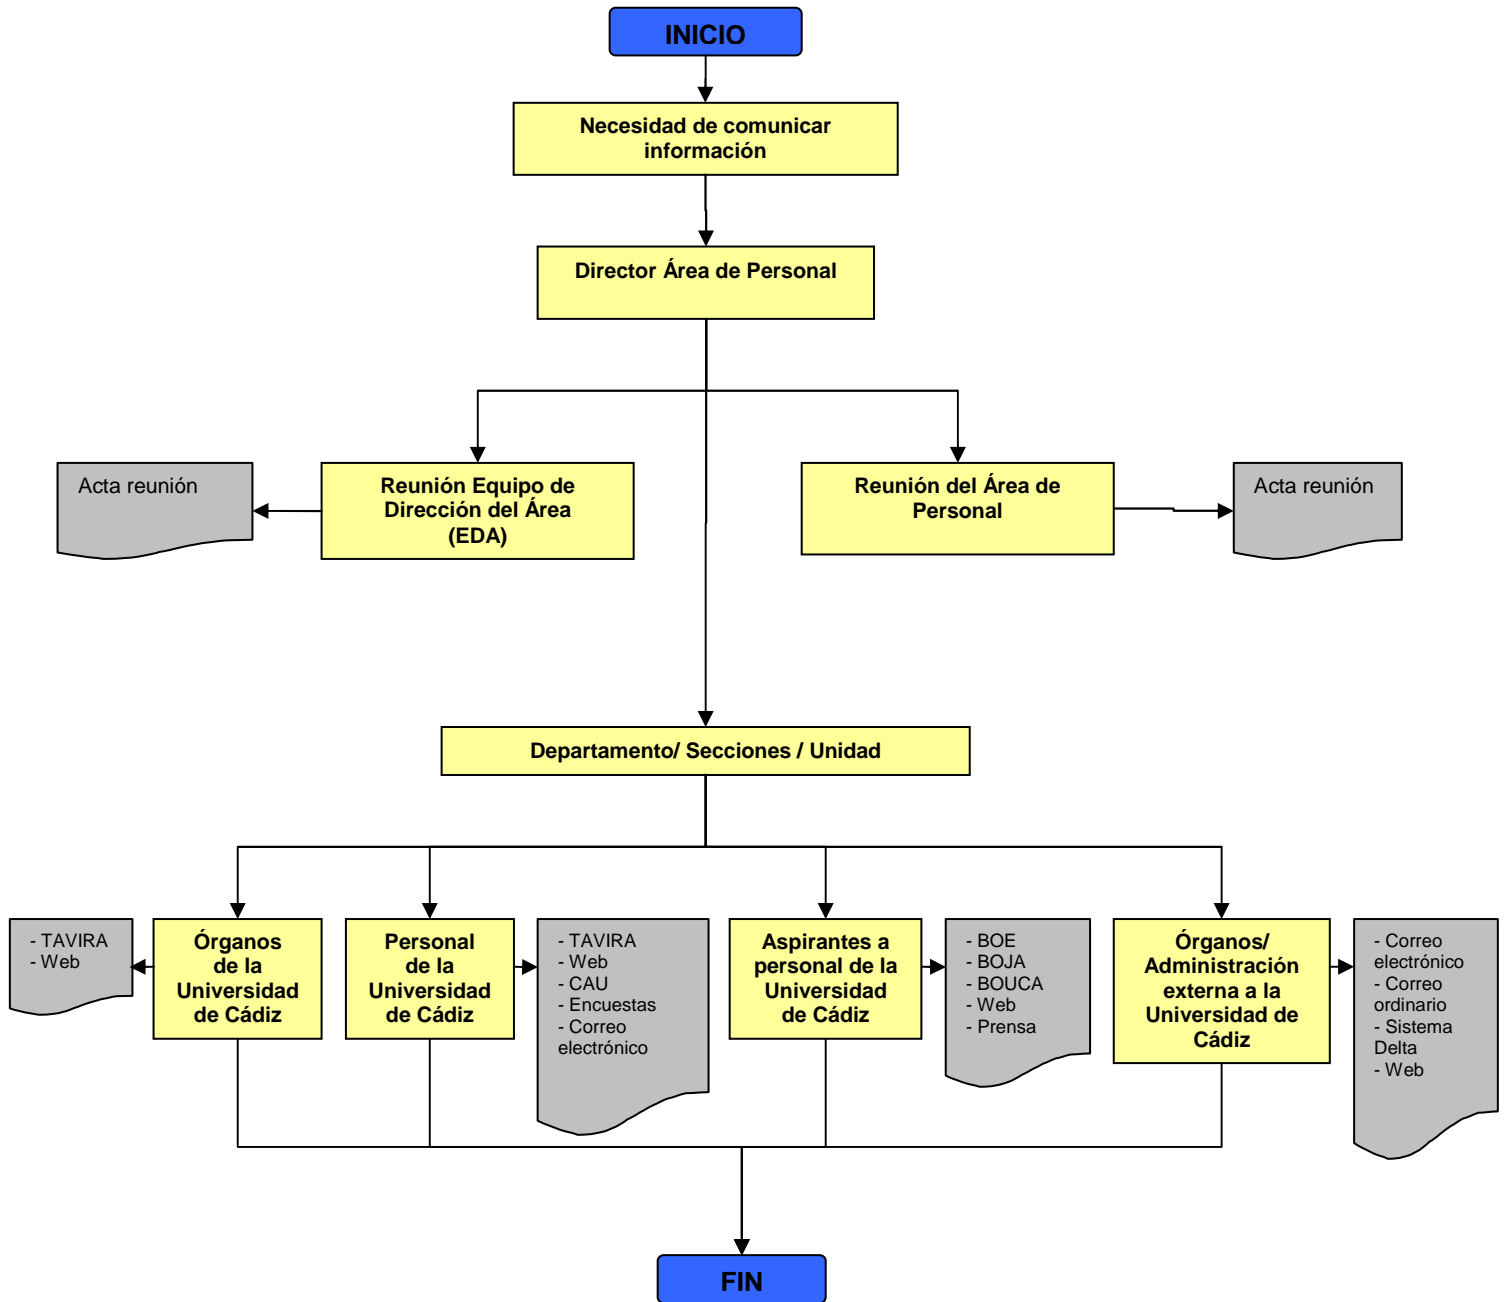 INICIO
Necesidad de comunicar
información
Director Área de Personal
Acta reunión
Reunión Equipo de
Dirección del Área
(EDA)
Reunión del Área de
Personal
Acta reunión
Departamento/ Secciones / Unidad
- TAVIRA
- Web
Órganos
de la
Universidad
de Cádiz
Personal
de la
Universidad
de Cádiz
- TAVIRA
- Web
- CAU
- Encuestas
- Correo
electrónico
Aspirantes a
personal de la
Universidad
de Cádiz
- BOE
- BOJA
- BOUCA
- Web
- Prensa
Órganos/
Administración
externa a la
Universidad de
Cádiz
- Correo
electrónico
- Correo
ordinario
- Sistema
Delta
- Web
FIN